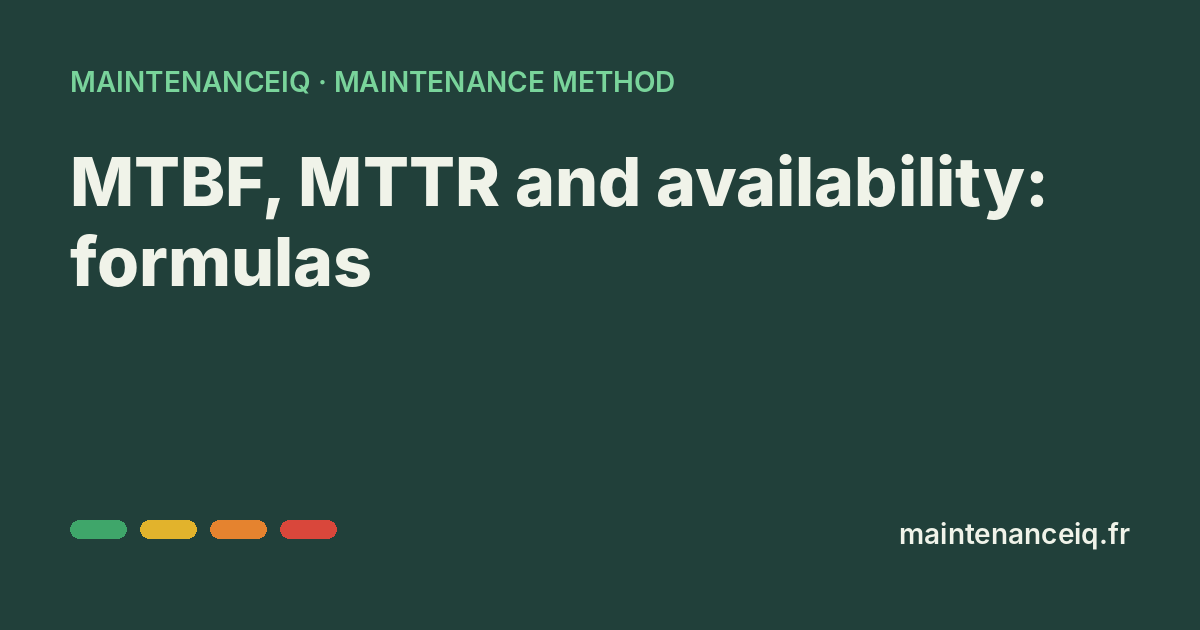 MAINTENANCEIQ · MAINTENANCE METHOD
MTBF, MTTR and availability:
formulas
maintenanceiq.fr